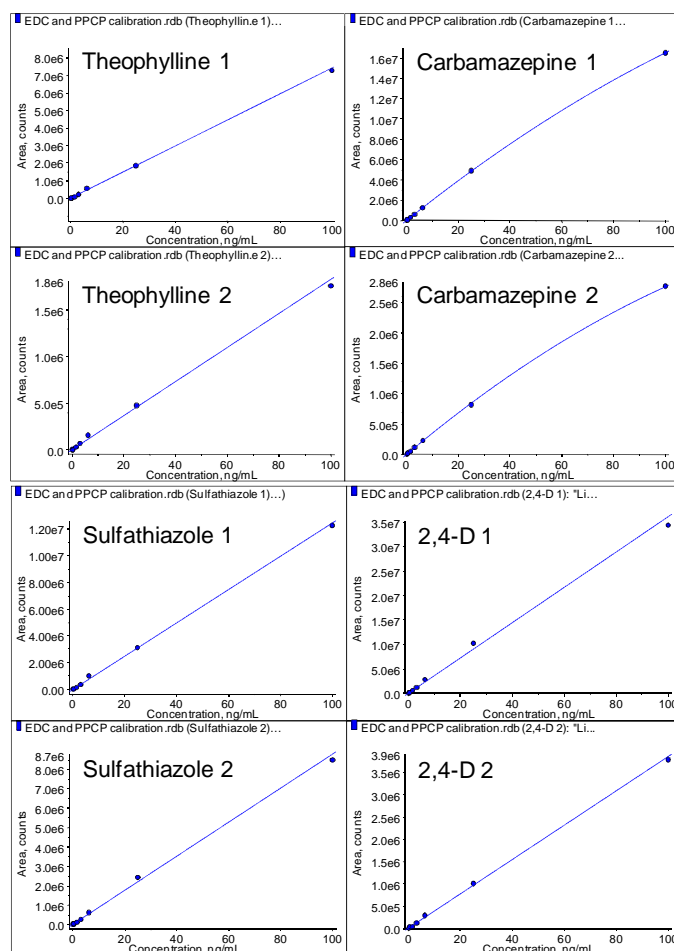 EDC and PPCP calibration.rdb (Theophyllin.e 1)...
Theophylline 1
Area, counts
8.0e6
7.0e6
6.0e6
5.0e6
4.0e6
3.0e6
2.0e6
1.0e6
0.0
0 20 40 60 80 100
Concentration, ng/mL
EDC and PPCP calibration.rdb (Carbamazepine 1...
Carbamazepine 1
Area, counts
1.6e7
1.4e7
1.2e7
1.0e7
8.0e6
6.0e6
4.0e6
2.0e6
0.0
0 20 40 60 80 100
Concentration, ng/mL
EDC and PPCP calibration.rdb (Theophyllin.e 2)...
Theophylline 2
Area, counts
1.8e6
1.5e6
1.0e6
5.0e5
0.0
0 20 40 60 80 100
Concentration, ng/mL
EDC and PPCP calibration.rdb (Carbamazepine 2...
Carbamazepine 2
Area, counts
2.8e6
2.5e6
2.0e6
1.5e6
1.0e6
5.0e5
0.0
0 20 40 60 80 100
Concentration, ng/mL
EDC and PPCP calibration.rdb (Sulfathiazole 1)...)
Sulfathiazole 1
Area, counts
1.20e7
1.00e7
8.00e6
6.00e6
4.00e6
2.00e6
0.00
0 20 40 60 80 100
Concentration, ng/mL
EDC and PPCP calibration.rdb (2,4-D 1): "Li...
2,4-D 1
Area, counts
3.5e7
3.0e7
2.5e7
2.0e7
1.5e7
1.0e7
5.0e6
0.0
0 20 40 60 80 100
Concentration, ng/mL
EDC and PPCP calibration.rdb (Sulfathiazole 2)...
Sulfathiazole 2
Area, counts
8.7e6
8.0e6
7.0e6
6.0e6
5.0e6
4.0e6
3.0e6
2.0e6
1.0e6
0.0
0 20 40 60 80 100
Concentration, ng/mL
EDC and PPCP calibration.rdb (2,4-D 2): "Li...
2,4-D 2
Area, counts
3.9e6
3.5e6
3.0e6
2.5e6
2.0e6
1.5e6
1.0e6
5.0e5
0.0
0 20 40 60 80 100
Concentration, ng/mL